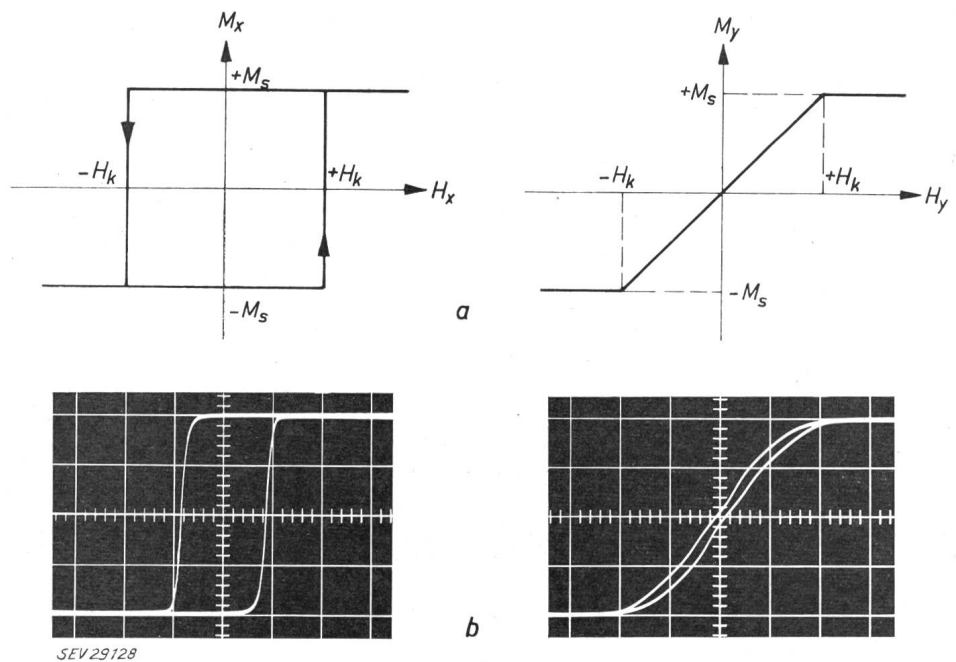 Mx My
+Ms +Ms
-Hk +Hk Hx -Hk +Hk Hy
-Ms a -Ms
b
SEV 29128